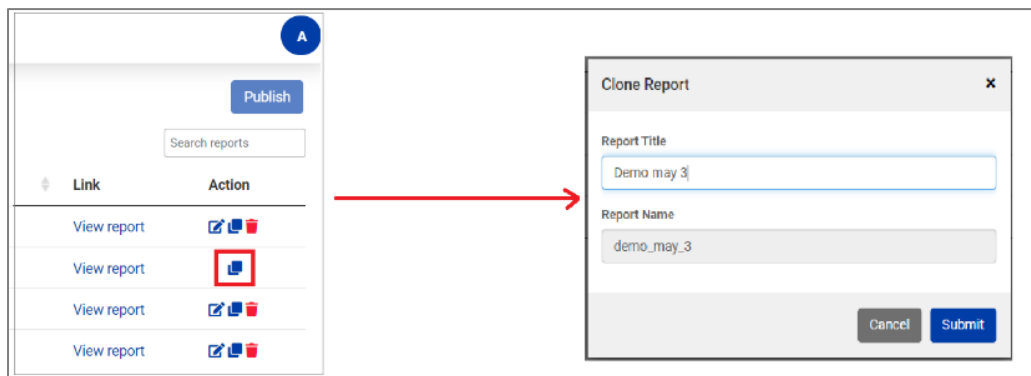 A
Publish
Search reports
Link Action
View report
View report
View report
View report
Clone Report ×
Report Title
Demo may 3
Report Name
demo_may_3
Cancel Submit